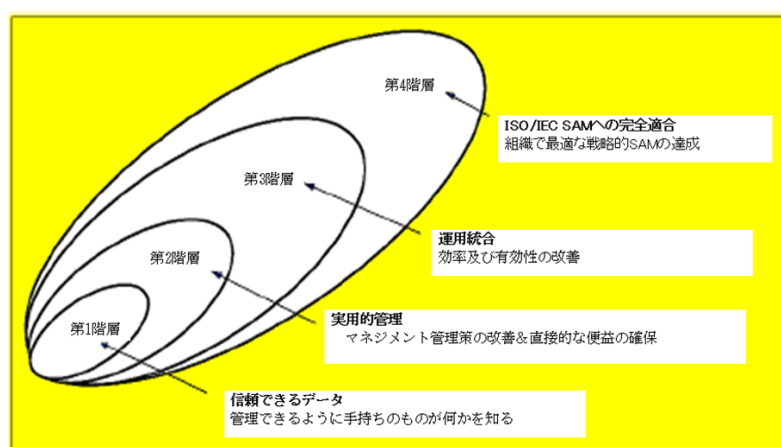 第4階層
ISO/IEC SAMへの完全適合
組織で最適な戦略的SAMの達成
第3階層
運用統合
効率及び有効性の改善
第2階層
実用的管理
マネジメント管理策の改善&直接的な便益の確保
第1階層
信頼できるデータ
管理できるように手持ちのものが何かを知る